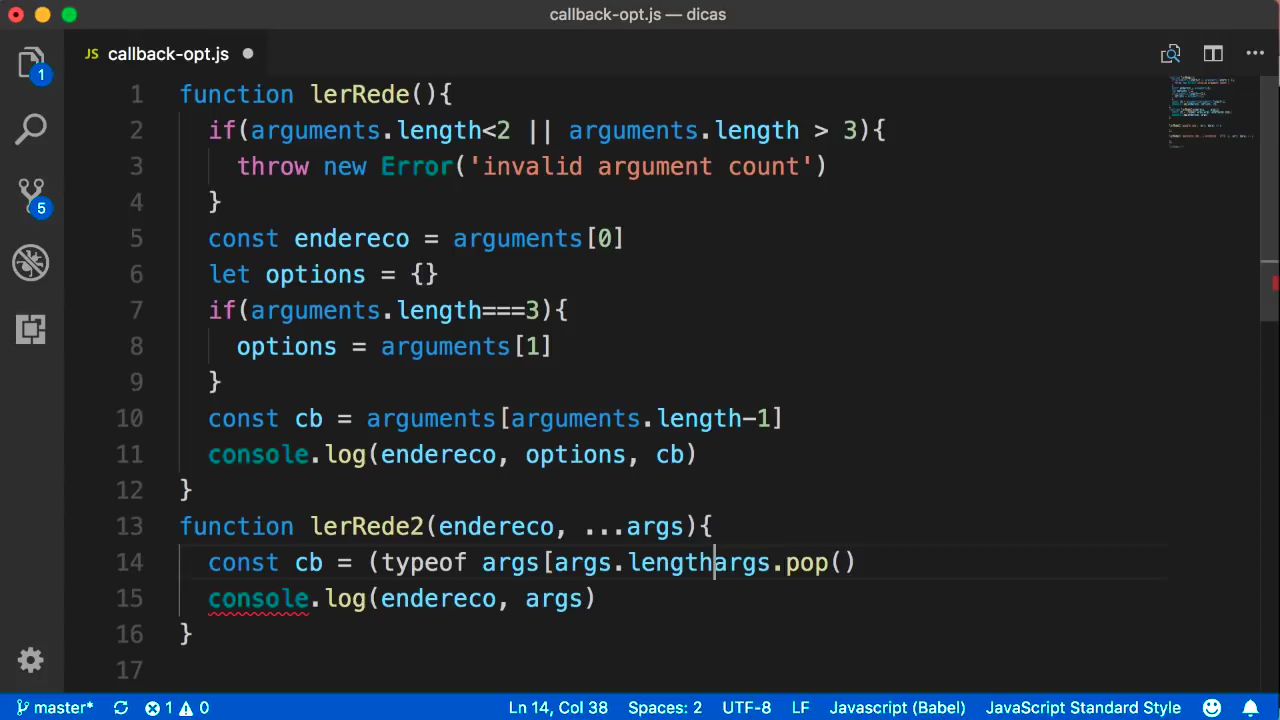 callback-opt.js — dicas
JS callback-opt.js
1
5
1 function lerRede(){
2 if(arguments.length<2 || arguments.length > 3){
3 throw new Error('invalid argument count')
4 }
5 const endereco = arguments[0]
6 let options = {}
7 if(arguments.length===3){
8 options = arguments[1]
9 }
10 const cb = arguments[arguments.length-1]
11 console.log(endereco, options, cb)
12 }
13 function lerRede2(endereco, ...args){
14 const cb = (typeof args[args.lengthargs.pop()
15 console.log(endereco, args)
16 }
17
master* 1 0 Ln 14, Col 38 Spaces: 2 UTF-8 LF JavaScript (Babel) JavaScript Standard Style